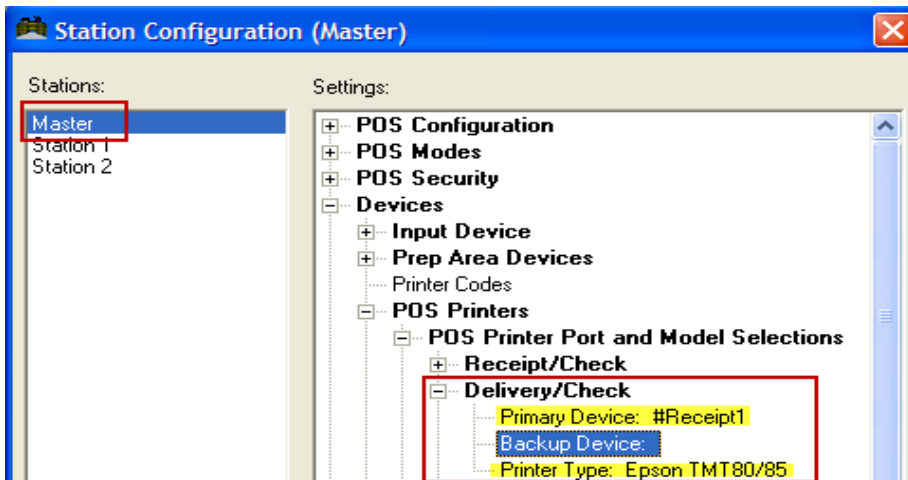 Station Configuration (Master)
Stations:
Settings:
Master
Station 1
Station 2
POS Configuration
POS Modes
POS Security
Devices
Input Device
Prep Area Devices
Printer Codes
POS Printers
POS Printer Port and Model Selections
Receipt/Check
Delivery/Check
Primary Device: #Receipt1
Backup Device:
Printer Type: Epson TMT80/85